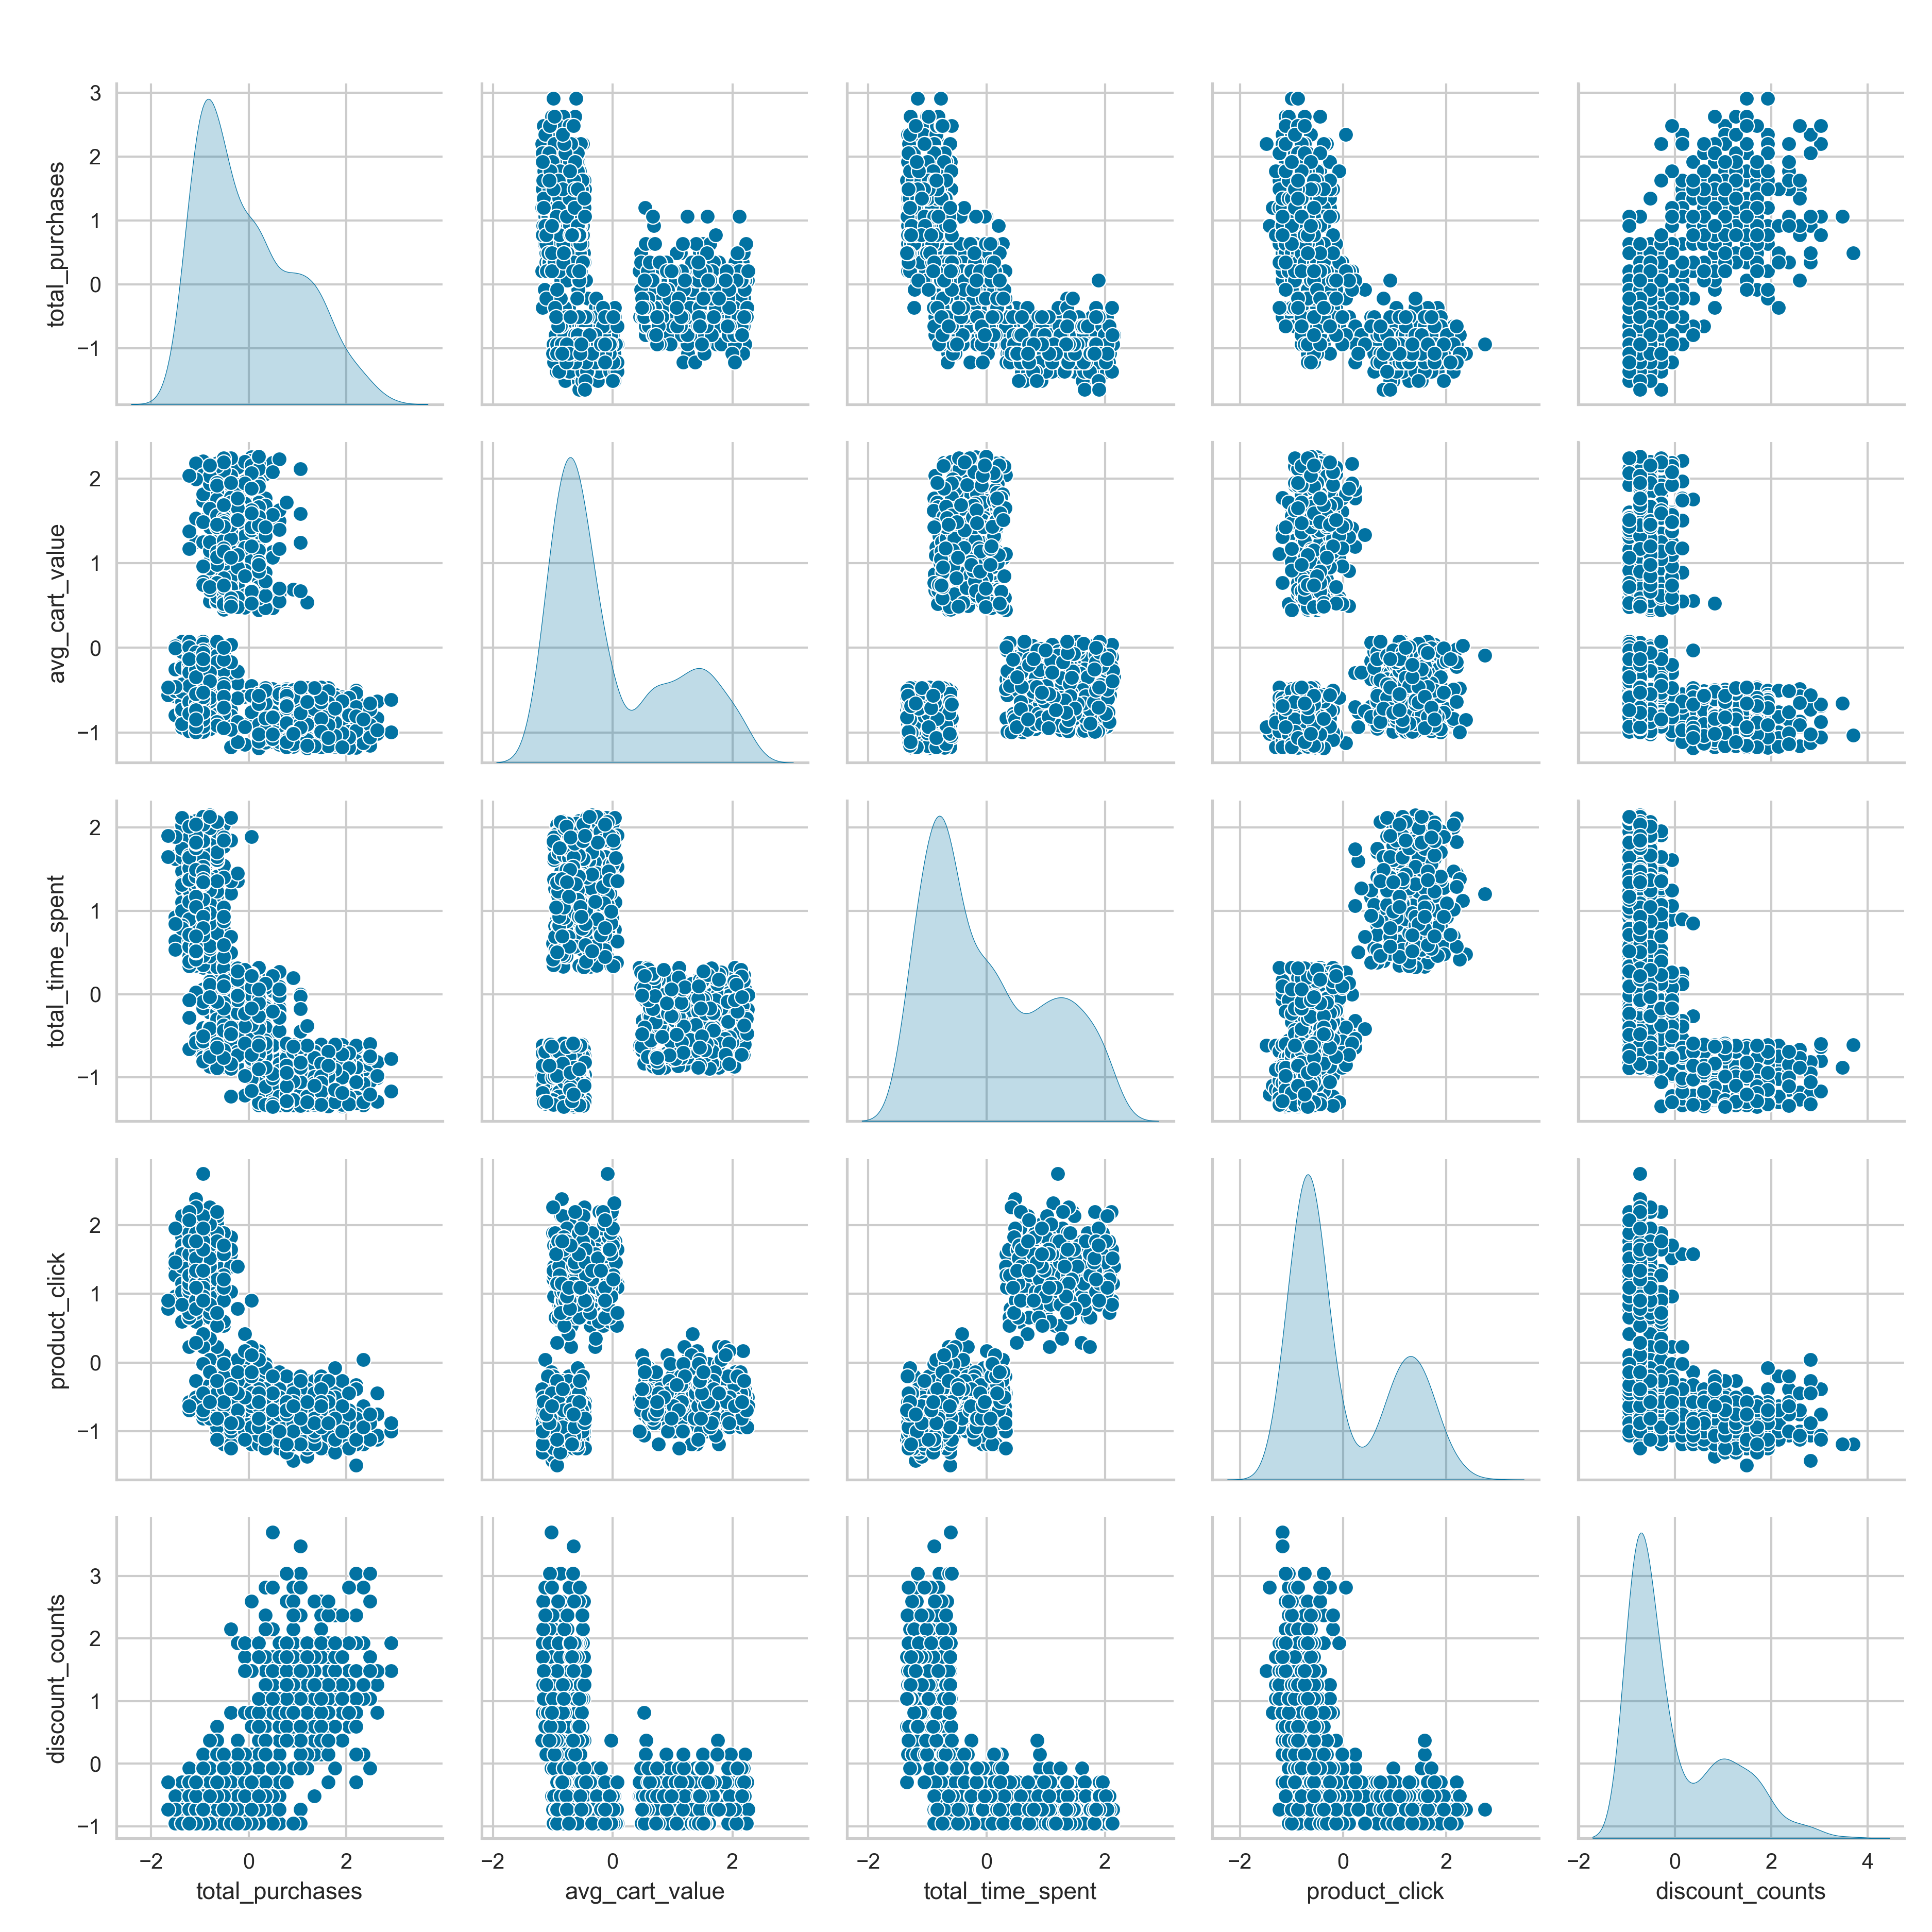 3
2
1
0
−1
total_purchases
2
1
0
−1
avg_cart_value
2
1
0
−1
total_time_spent
2
1
0
−1
product_click
3
2
1
0
−1
discount_counts
−2 0 2
−2 0 2
−2 0 2
−2 0 2
−2 0 2 4
total_purchases
avg_cart_value
total_time_spent
product_click
discount_counts